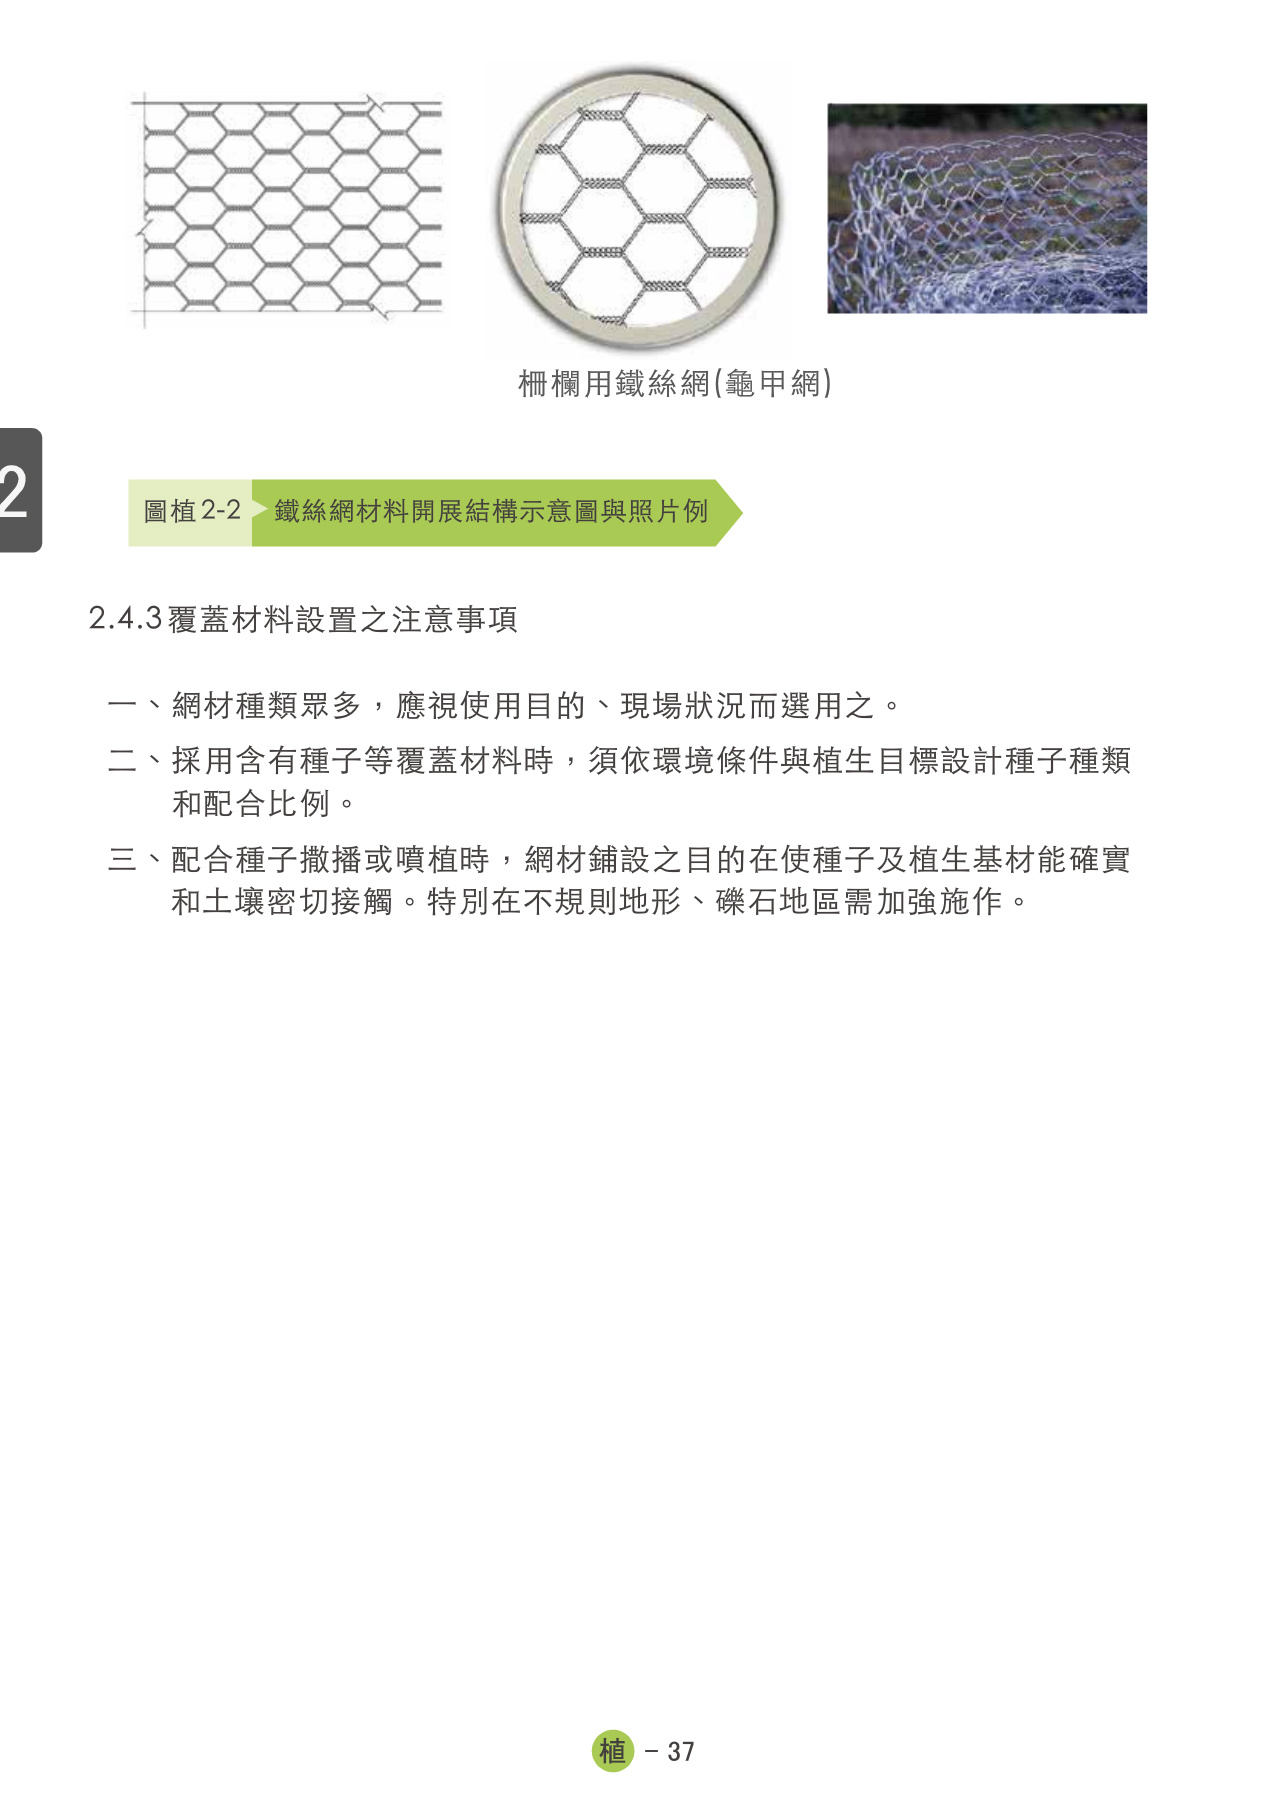 柵欄用鐵絲網(龜甲網)
2
圖植2-2 鐵絲網材料開展結構示意圖與照片例
2.4.3覆蓋材料設置之注意事項
一、網材種類眾多，應視使用目的、現場狀況而選用之。
二、採用含有種子等覆蓋材料時，須依環境條件與植生目標設計種子種類
和配合比例。
三、配合種子撒播或噴植時，網材鋪設之目的在使種子及植生基材能確實
和土壤密切接觸。特別在不規則地形、礫石地區需加強施作。
植 – 37